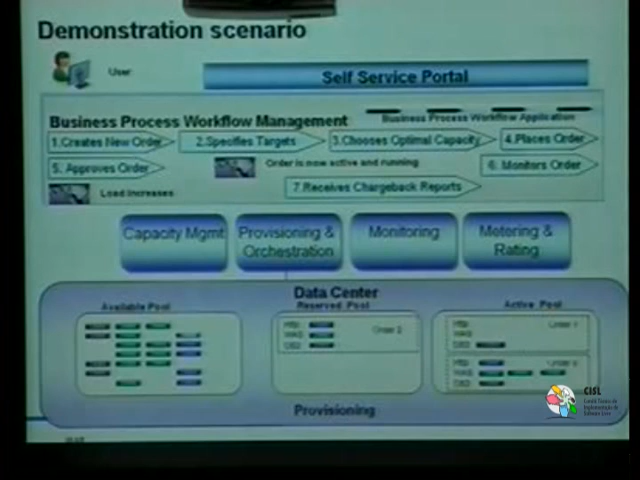 Demonstration scenario
User
Self Service Portal
Business Process Workflow Management
Business Process Workflow Application
1.Creates New Order
2.Specifies Targets
3.Chooses Optimal Capacity
4.Places Order
5. Approves Order
Order is now active and running
6. Monitors Order
Load Increases
7.Receives Chargeback Reports
Capacity Mgmt
Provisioning &
Orchestration
Monitoring
Metering &
Rating
Data Center
Available Pool
Reserved Pool
Active Pool
Order 2
Provisioning
CISL